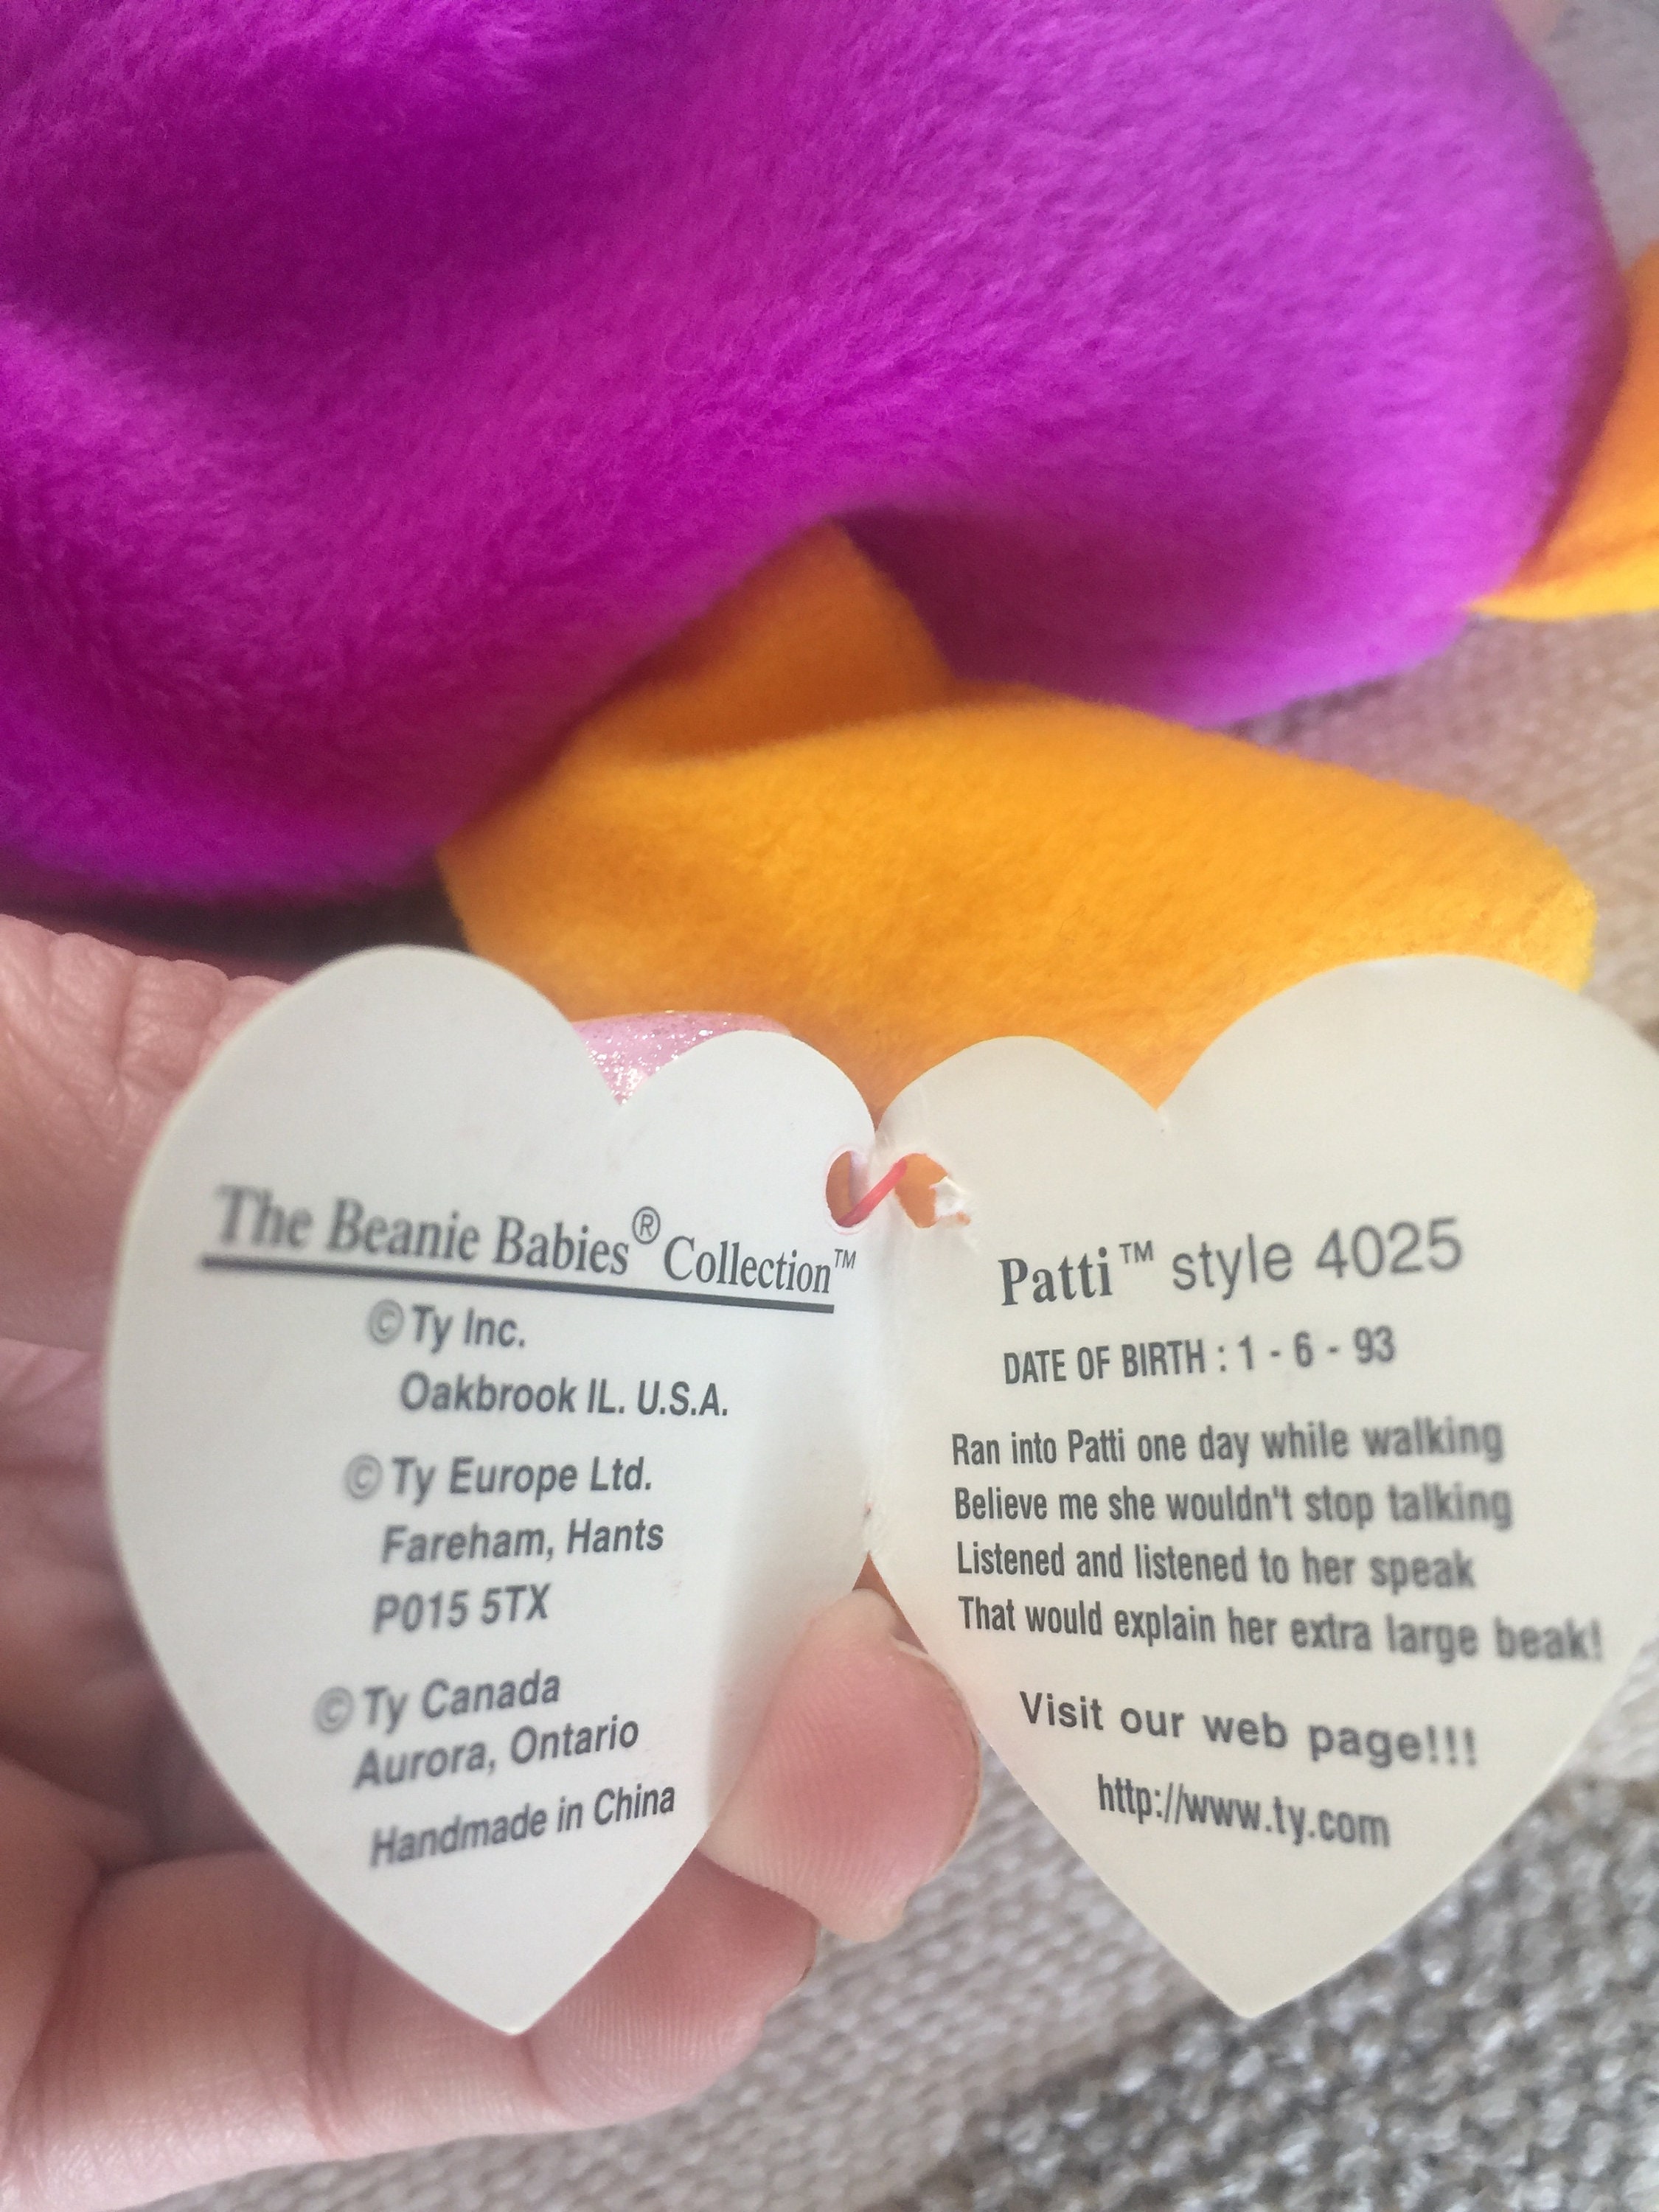 The Beanie Babies® Collection™
© Ty Inc.
Oakbrook IL. U.S.A.
© Ty Europe Ltd.
Fareham, Hants
P015 5TX
© Ty Canada
Aurora, Ontario
Handmade in China
Patti™ style 4025
DATE OF BIRTH : 1 - 6 - 93
Ran into Patti one day while walking
Believe me she wouldn't stop talking
Listened and listened to her speak
That would explain her extra large beak!
Visit our web page!!!
http://www.ty.com